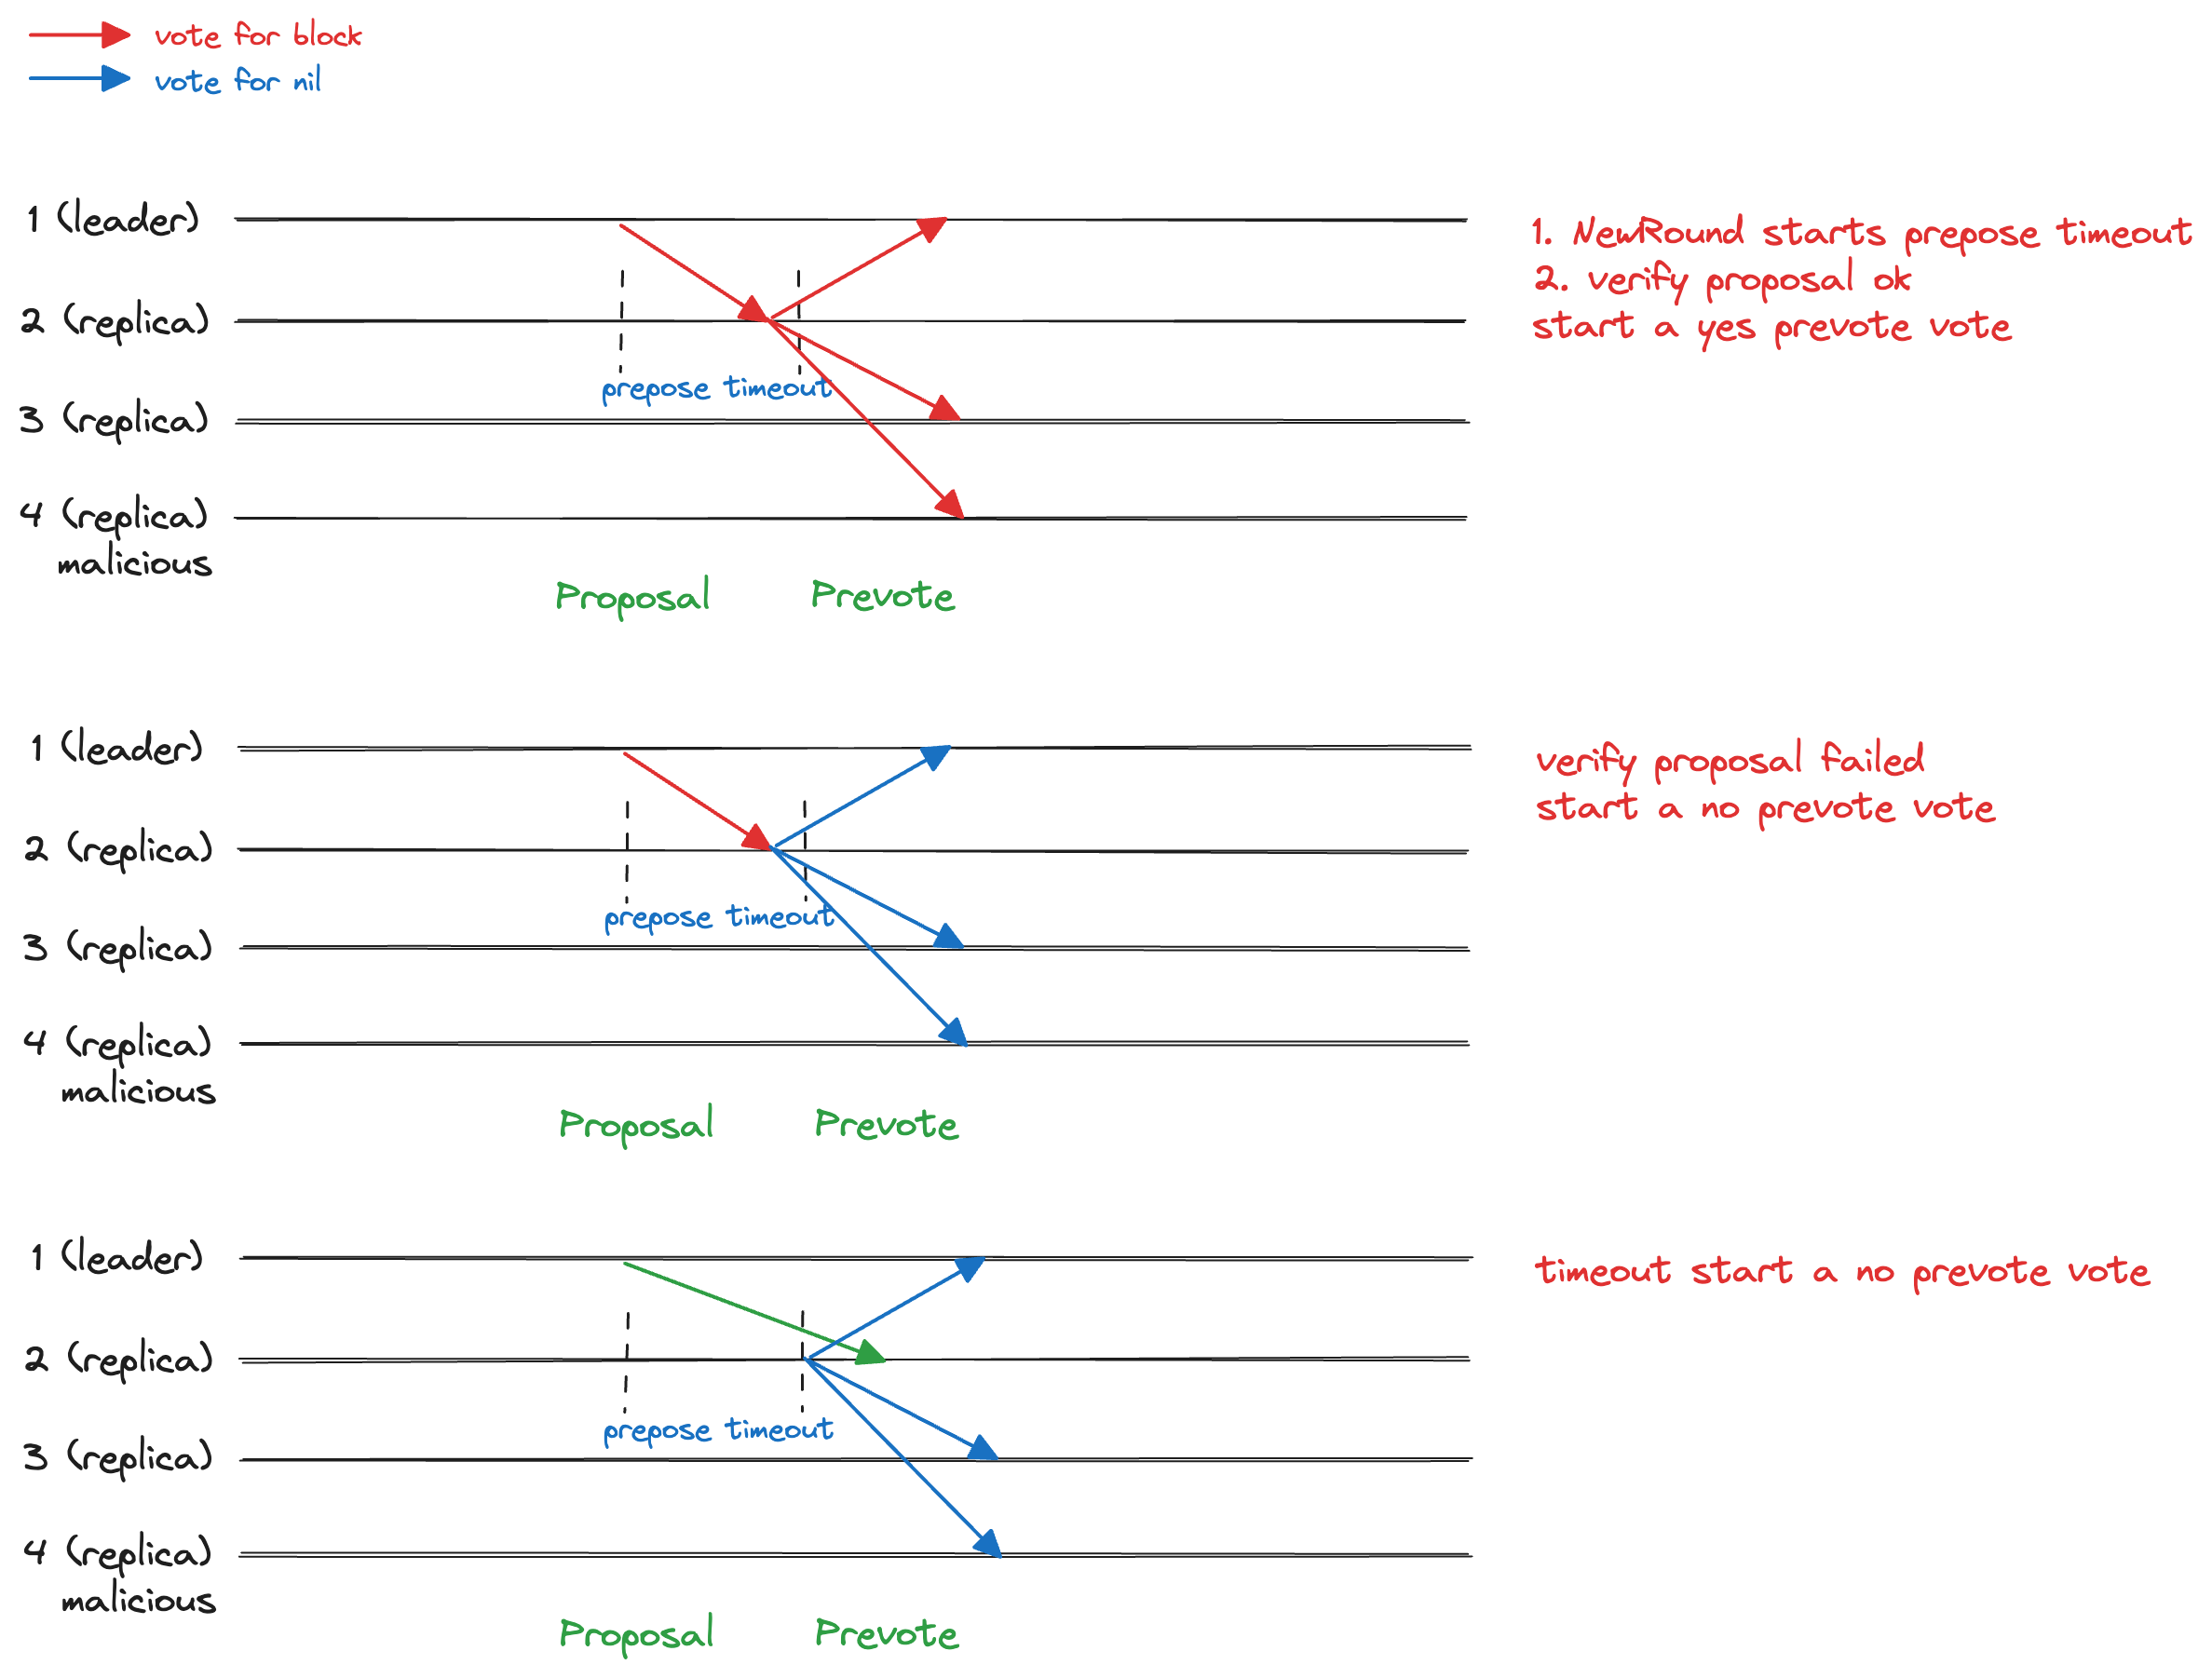 vote for block
vote for nil
1 (leader)
2 (replica)
3 (replica)
4 (replica)
malicious
prepose timeout
Proposal
Prevote
1. NewRound starts prepose timeout
2. verify proposal ok
start a yes prevote vote
1 (leader)
2 (replica)
3 (replica)
4 (replica)
malicious
prepose timeout
Proposal
Prevote
verify proposal failed
start a no prevote vote
1 (leader)
2 (replica)
3 (replica)
4 (replica)
malicious
prepose timeout
Proposal
Prevote
timeout start a no prevote vote